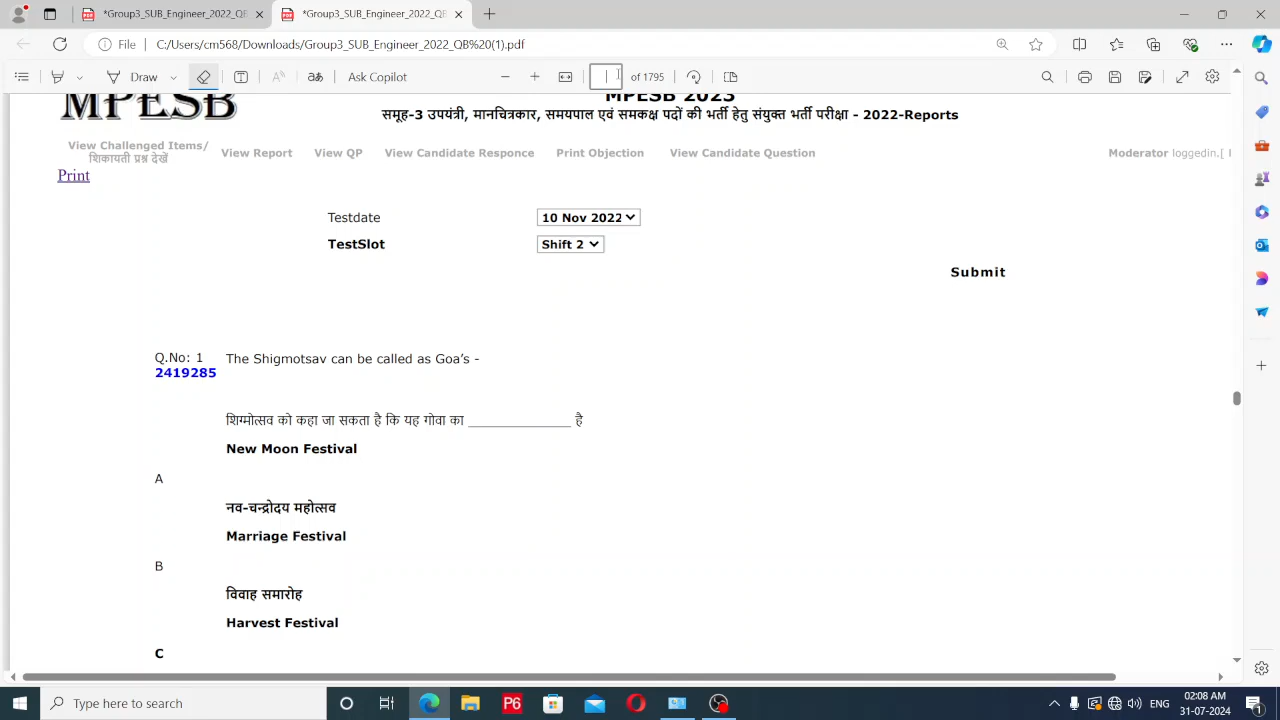 *Group3_SUB_Engineer_2022_QB
*Group3_SUB_Engineer_2022_QB
File C:/Users/cm568/Downloads/Group3_SUB_Engineer_2022_QB%20(1).pdf
Draw aあ Ask Copilot of 1795
MPESB
MPESB 2023
समूह-3 उपयंत्री, मानचित्रकार, समयपाल एवं समकक्ष पदों की भर्ती हेतु संयुक्त भर्ती परीक्षा - 2022-Reports
View Challenged Items/
शिकायती प्रश्न देखें
View Report View QP View Candidate Responce Print Objection View Candidate Question Moderator loggedin,[
Print
Testdate 10 Nov 2022
TestSlot Shift 2
Submit
Q.No: 1 The Shigmotsav can be called as Goa's -
2419285
शिग्मोत्सव को कहा जा सकता है कि यह गोवा का _______________ है
New Moon Festival
A
नव-चन्द्रोदय महोत्सव
Marriage Festival
B
विवाह समारोह
Harvest Festival
C
Type here to search
P6
ENG
02:08 AM
31-07-2024
1